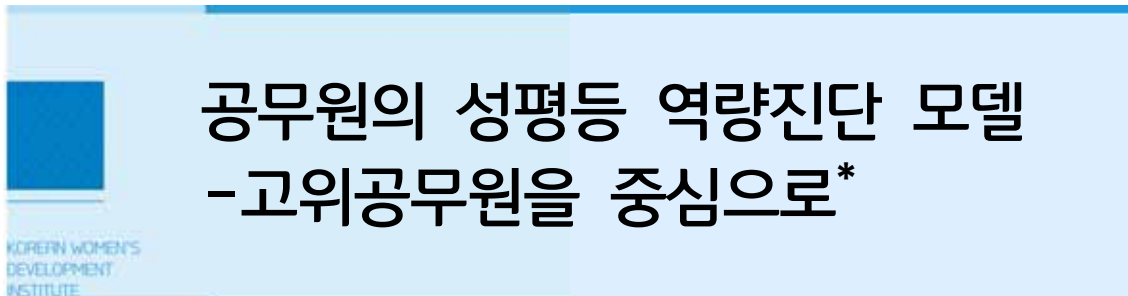 공무원의 성평등 역량진단 모델
-고위공무원을 중심으로*
KOREAN WOMEN'S
DEVELOPMENT
INSTITUTE